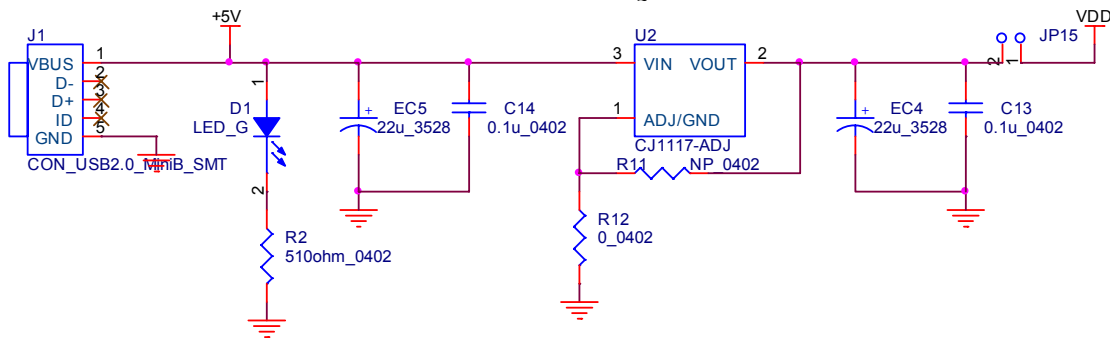 +5V
VDD
J1
U2
JP15
VBUS
1
D-
2
D+
3
ID
4
GND
5
CON_USB2.0_MiniB_SMT
1
D1
LED_G
2
R2
510ohm_0402
EC5
22u_3528
+
C14
0.1u_0402
3
VIN
VOUT
2
1
ADJ/GND
CJ1117-ADJ
R11
NP_0402
R12
0_0402
+
EC4
22u_3528
C13
0.1u_0402
2
1